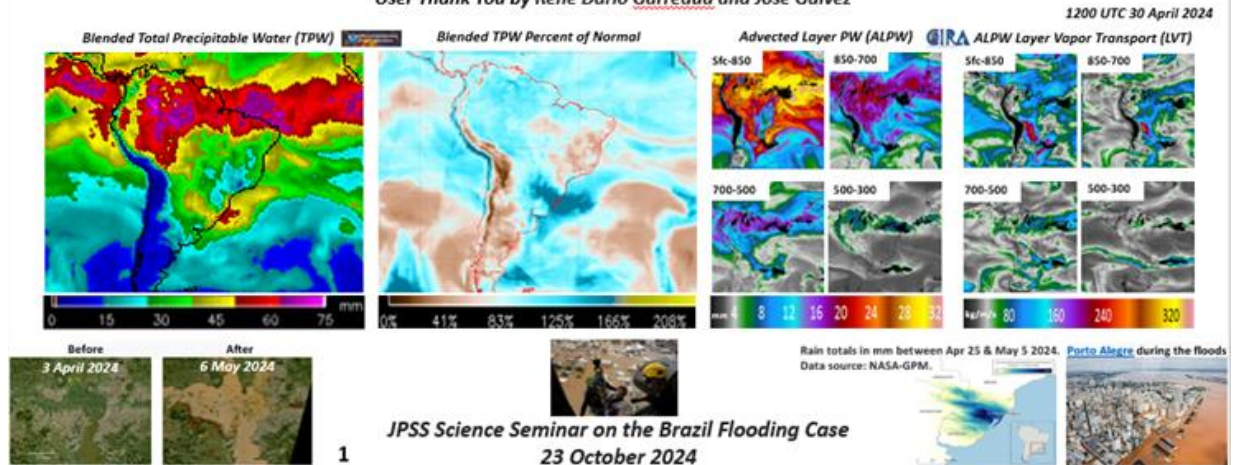 User Thank You by René Darío Garreaud and José Gálvez
1200 UTC 30 April 2024
Blended Total Precipitable Water (TPW)
Blended TPW Percent of Normal
Advected Layer PW (ALPW)
CIRA
ALPW Layer Vapor Transport (LVT)
Sfc-850
850-700
Sfc-850
850-700
700-500
500-300
700-500
500-300
mm
0 15 30 45 60 75
0% 41% 83% 125% 166% 208%
mm 8 12 16 20 24 28 32
kg/m/s 80 160 240 320
Before
3 April 2024
After
6 May 2024
Rain totals in mm between Apr 25 & May 5 2024.
Data source: NASA-GPM.
Porto Alegre during the floods
JPSS Science Seminar on the Brazil Flooding Case
23 October 2024
1